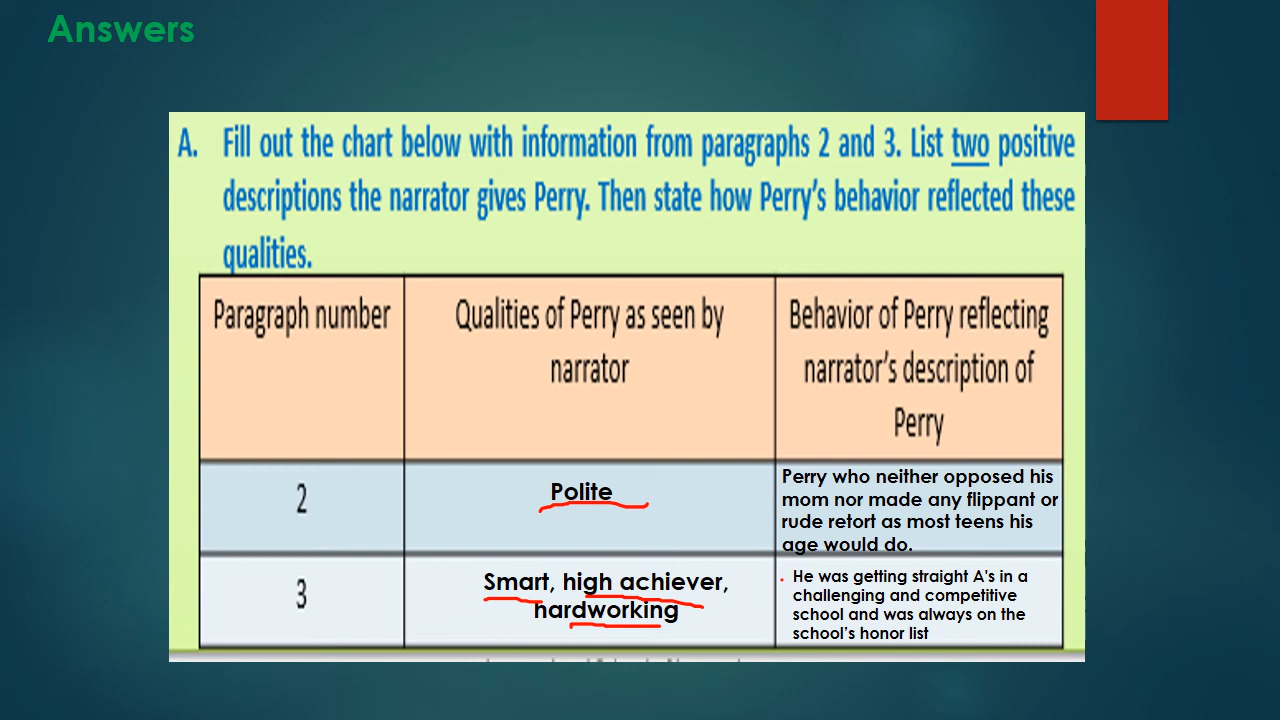 Answers
A. Fill out the chart below with information from paragraphs 2 and 3. List two positive
descriptions the narrator gives Perry. Then state how Perry's behavior reflected these
qualities.
Paragraph number
Qualities of Perry as seen by
narrator
Behavior of Perry reflecting
narrator's description of
Perry
2
Polite
Perry who neither opposed his
mom nor made any flippant or
rude retort as most teens his
age would do.
3
Smart, high achiever,
hardworking
He was getting straight A's in a
challenging and competitive
school and was always on the
school's honor list